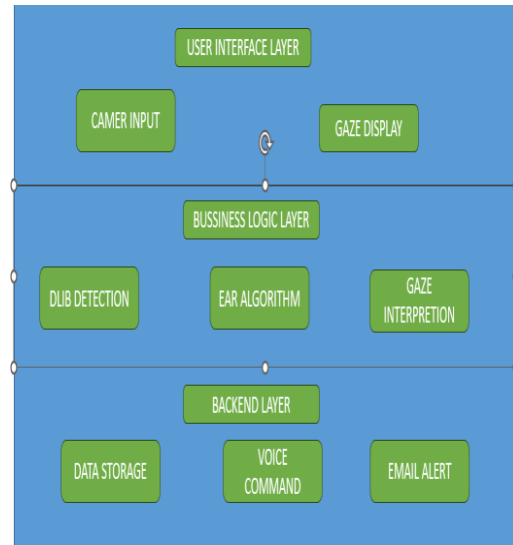 USER INTERFACE LAYER
CAMER INPUT
GAZE DISPLAY
BUSSINESS LOGIC LAYER
DLIB DETECTION
EAR ALGORITHM
GAZE
INTERPRETION
BACKEND LAYER
DATA STORAGE
VOICE
COMMAND
EMAIL ALERT